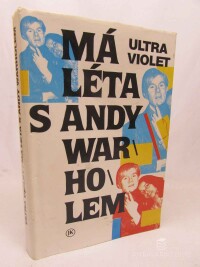 MÁ ULTRA
LÉTA VIOLET
S ANDY
WAR\
HO\
LEM